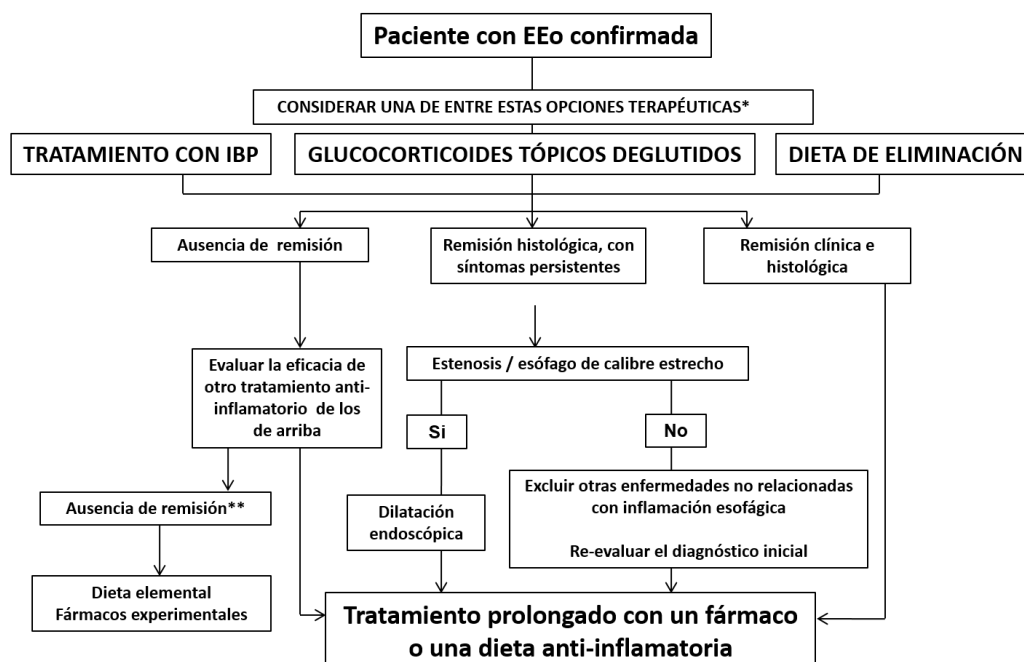 Paciente con EEo confirmada
CONSIDERAR UNA DE ENTRE ESTAS OPCIONES TERAPÉUTICAS*
TRATAMIENTO CON IBP
GLUCOCORTICOIDES TÓPICOS DEGLUTIDOS
DIETA DE ELIMINACIÓN
Ausencia de remisión
Remisión histológica, con
síntomas persistentes
Remisión clínica e
histológica
Evaluar la eficacia de
otro tratamiento anti-
inflamatorio de los
de arriba
Estenosis / esófago de calibre estrecho
Si
No
Ausencia de remisión**
Dilatación
endoscópica
Excluir otras enfermedades no relacionadas
con inflamación esofágica
Re-evaluar el diagnóstico inicial
Dieta elemental
Fármacos experimentales
Tratamiento prolongado con un fármaco
o una dieta anti-inflamatoria